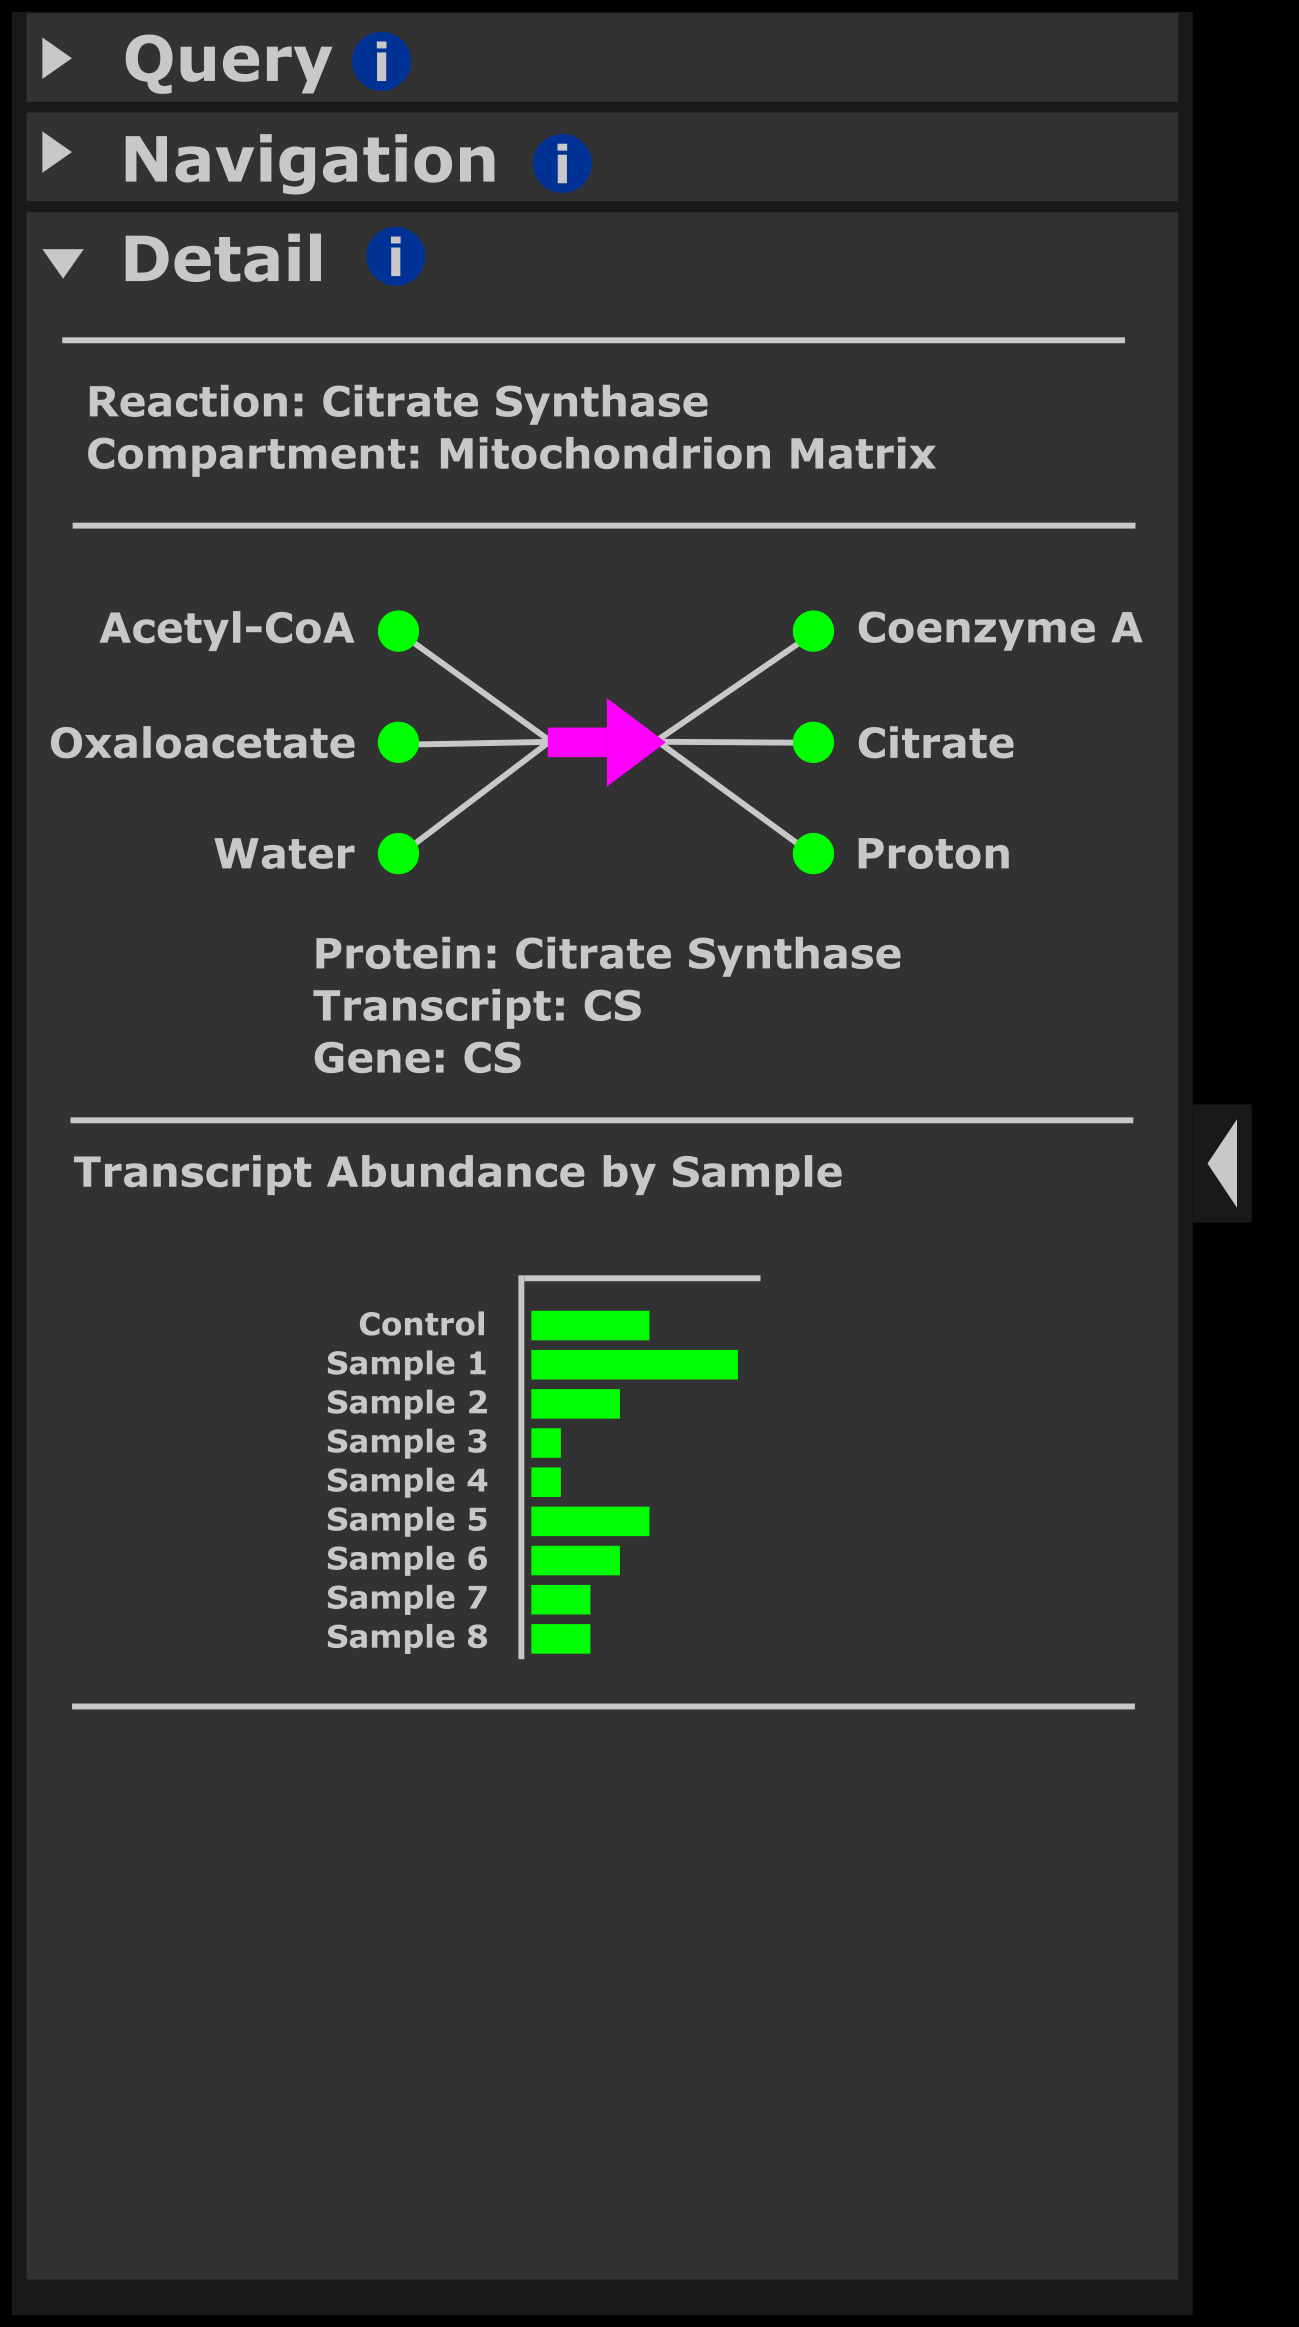 Query i
Navigation i
Detail i
Reaction: Citrate Synthase
Compartment: Mitochondrion Matrix
Acetyl-CoA
Coenzyme A
Oxaloacetate
Citrate
Water
Proton
Protein: Citrate Synthase
Transcript: CS
Gene: CS
Transcript Abundance by Sample
Control
Sample 1
Sample 2
Sample 3
Sample 4
Sample 5
Sample 6
Sample 7
Sample 8